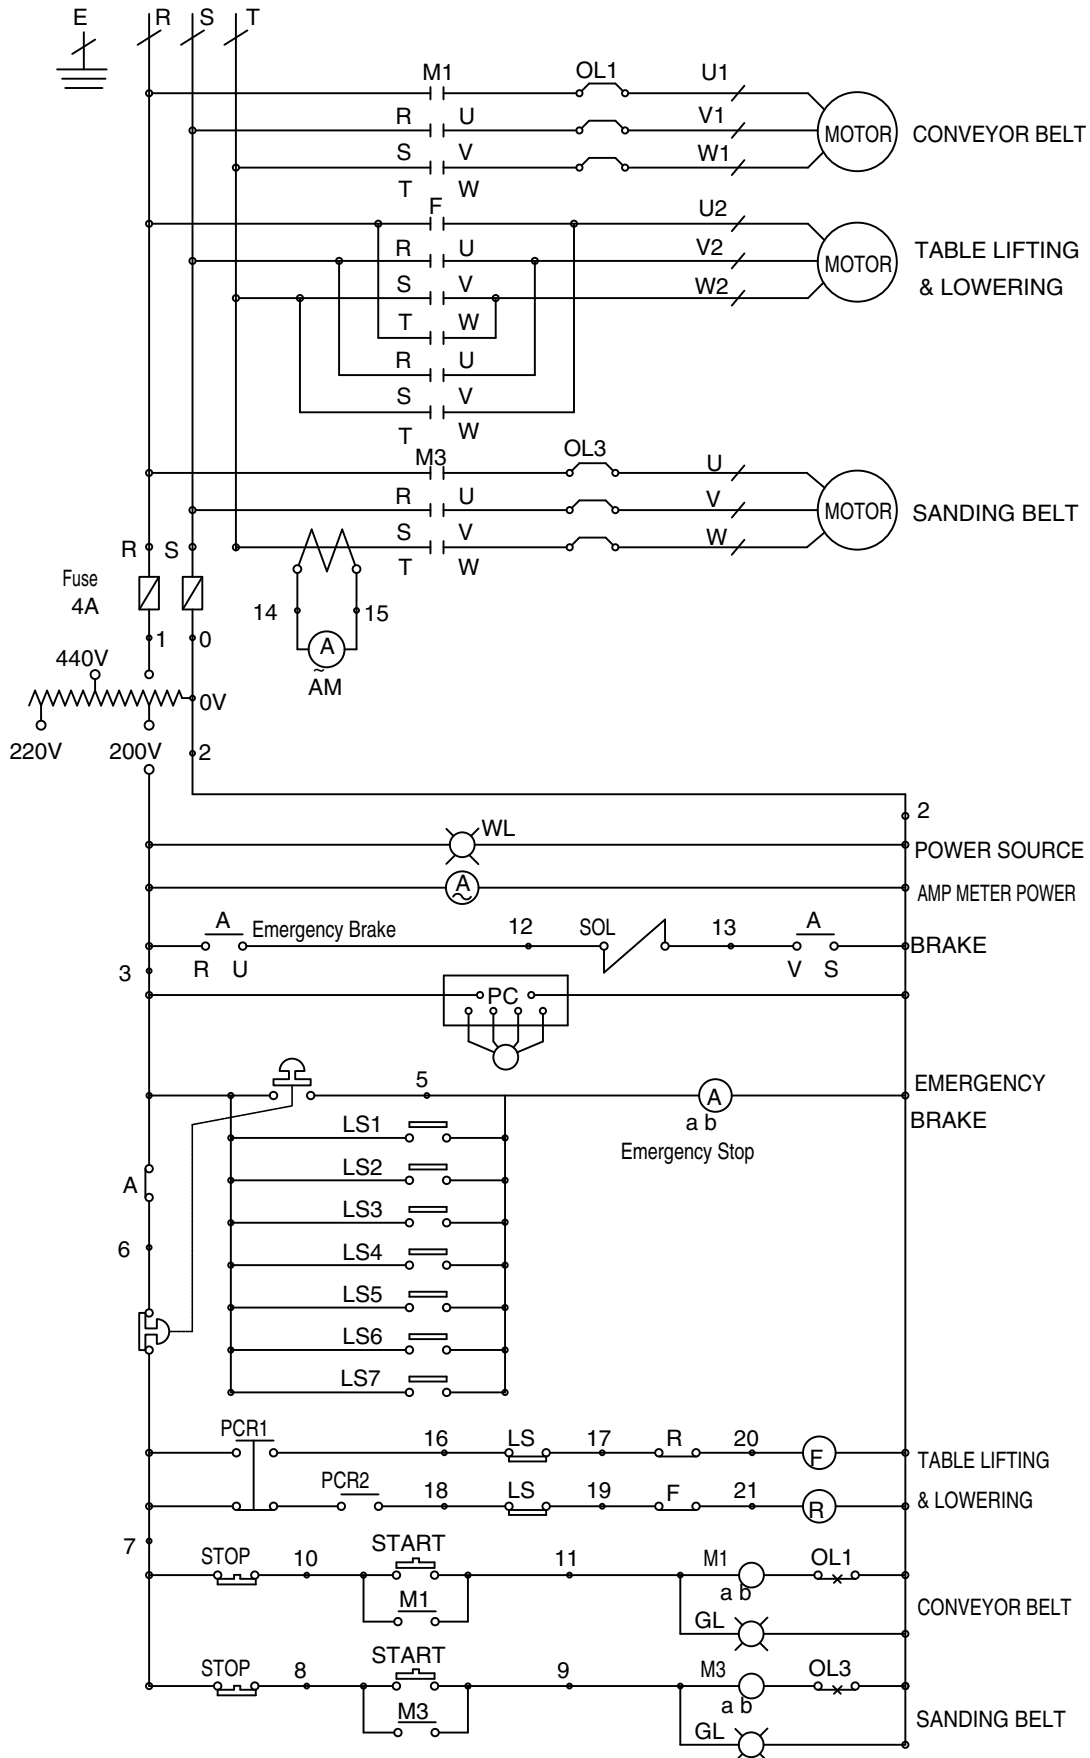 E R S T
M1 OL1 U1
R U V1
MOTOR CONVEYOR BELT
S V W1
T W
F U2
R U V2
TABLE LIFTING
MOTOR
S V W2
& LOWERING
T W
R U
S V
T W
M3 OL3 U
R U V
MOTOR SANDING BELT
S V W
R S
T W
Fuse
4A
14 15
1 0
A
~
AM
440V
0V
220V 200V
2
2
WL
POWER SOURCE
A
~
AMP METER POWER
A Emergency Brake 12 SOL 13 A
BRAKE
R U V S
3
PC
5
A
EMERGENCY
a b
BRAKE
Emergency Stop
LS1
LS2
A
LS3
6
LS4
LS5
LS6
LS7
PCR1 16 LS 17 R 20
F
TABLE LIFTING
PCR2 18 LS 19 F 21
R
& LOWERING
7
STOP 10 START 11 M1 OL1
a b
M1
CONVEYOR BELT
GL
STOP 8 START 9 M3 OL3
a b
M3
SANDING BELT
GL